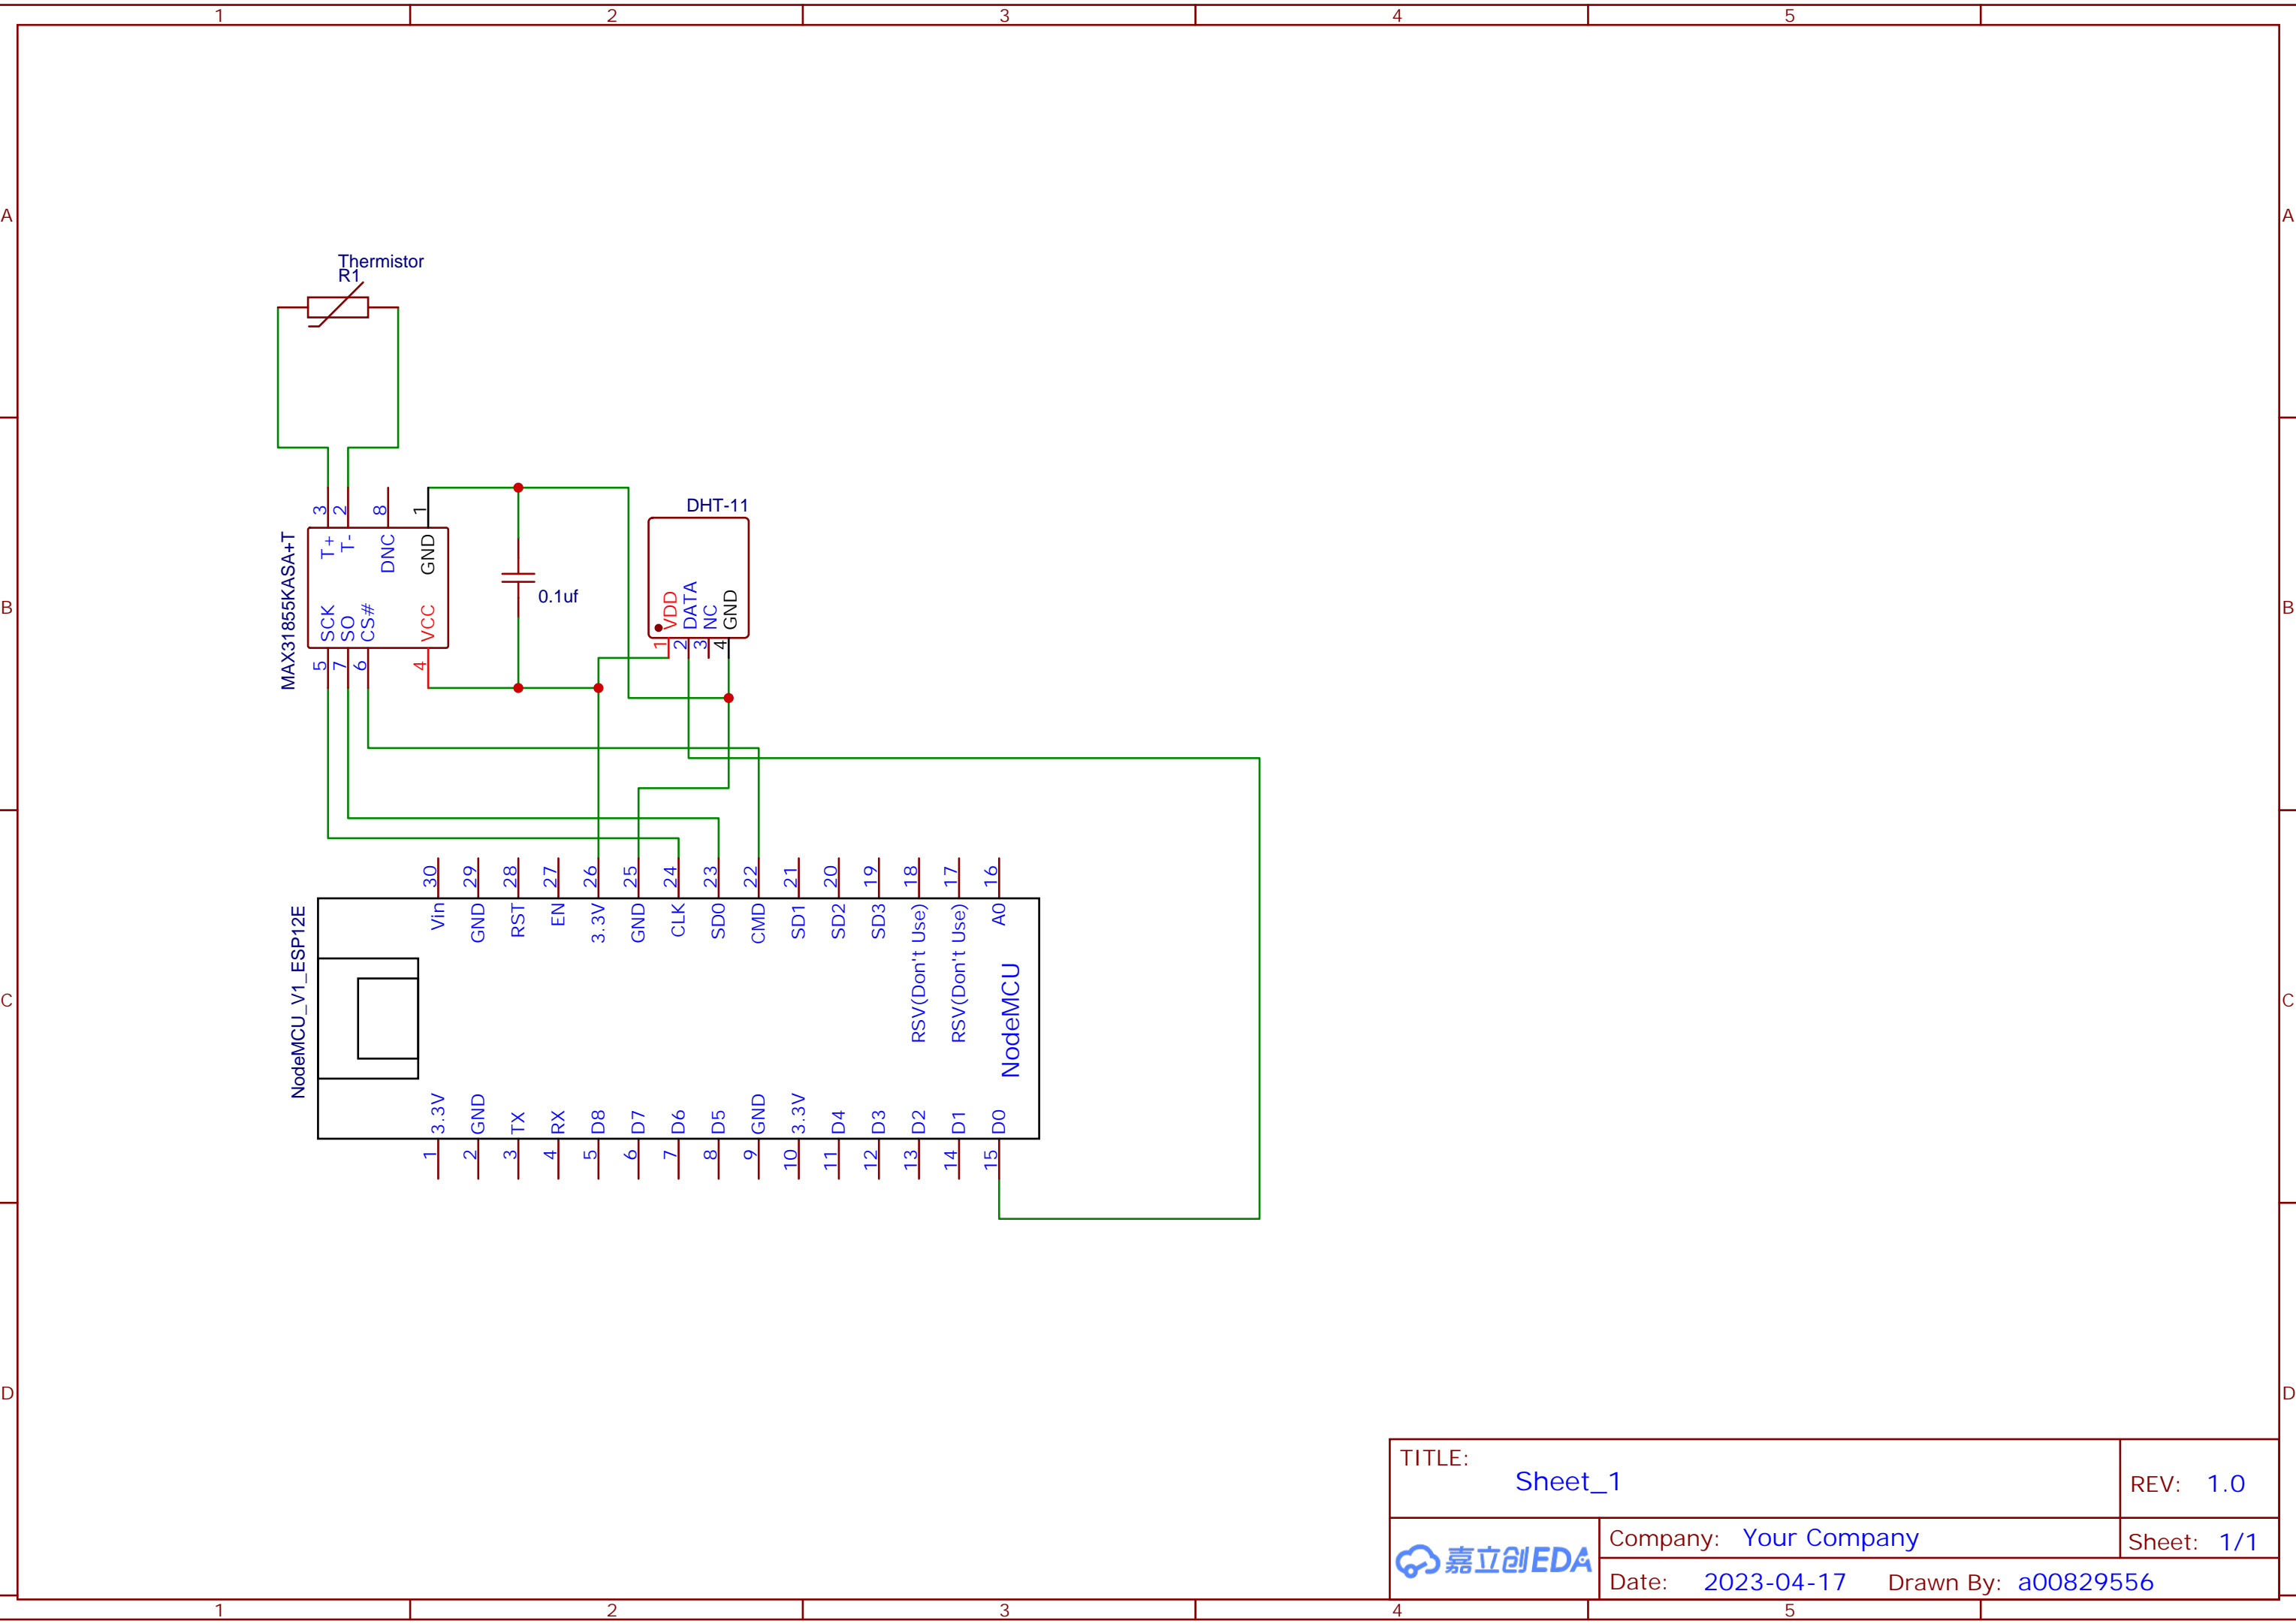 1 2 3 4 5
A A
Thermistor
R1
3 2 8 1
T+ T- DNC GND
MAX31855KASA+T
SCK SO CS# VCC
5 7 6 4
0.1uf
DHT-11
VDD DATA NC GND
1 2 3 4
B B
30 29 28 27 26 25 24 23 22 21 20 19 18 17 16
Vin GND RST EN 3.3V GND CLK SD0 CMD SD1 SD2 SD3 RSV(Don't Use) RSV(Don't Use) A0
NodeMCU_V1_ESP12E
NodeMCU
C C
3.3V GND TX RX D8 D7 D6 D5 GND 3.3V D4 D3 D2 D1 D0
1 2 3 4 5 6 7 8 9 10 11 12 13 14 15
D D
TITLE:
Sheet_1
REV: 1.0
嘉立创EDA
Company: Your Company
Sheet: 1/1
Date: 2023-04-17
Drawn By: a00829556
1 2 3 4 5